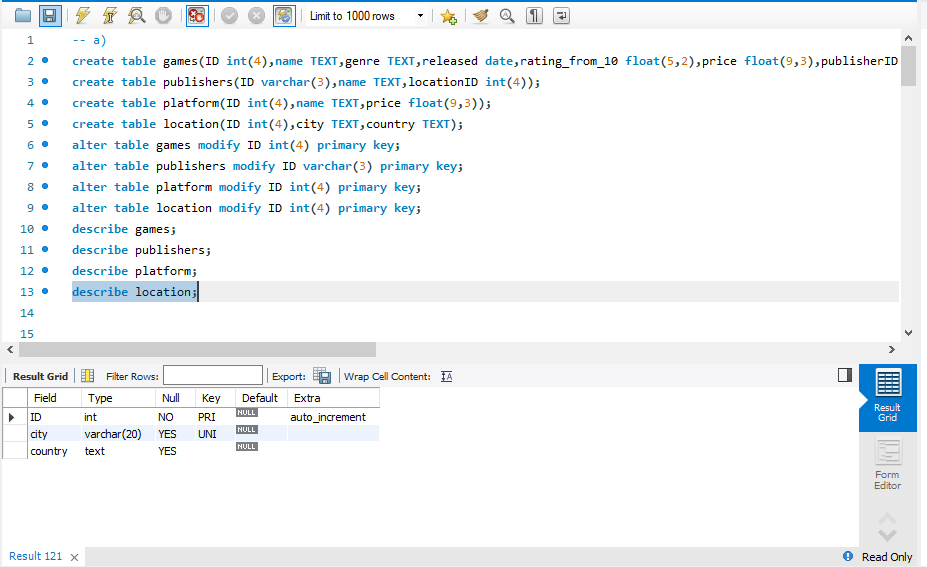 Limit to 1000 rows
1 -- a)
2 create table games(ID int(4),name TEXT,genre TEXT,released date,rating_from_10 float(5,2),price float(9,3),publisherID
3 create table publishers(ID varchar(3),name TEXT,locationID int(4));
4 create table platform(ID int(4),name TEXT,price float(9,3));
5 create table location(ID int(4),city TEXT,country TEXT);
6 alter table games modify ID int(4) primary key;
7 alter table publishers modify ID varchar(3) primary key;
8 alter table platform modify ID int(4) primary key;
9 alter table location modify ID int(4) primary key;
10 describe games;
11 describe publishers;
12 describe platform;
13 describe location;
14
15
Result Grid Filter Rows: Export: Wrap Cell Content: IA
Field Type Null Key Default Extra
ID int NO PRI NULL auto_increment
city varchar(20) YES UNI NULL
country text YES NULL
Result Grid
Form Editor
Result 121 Read Only